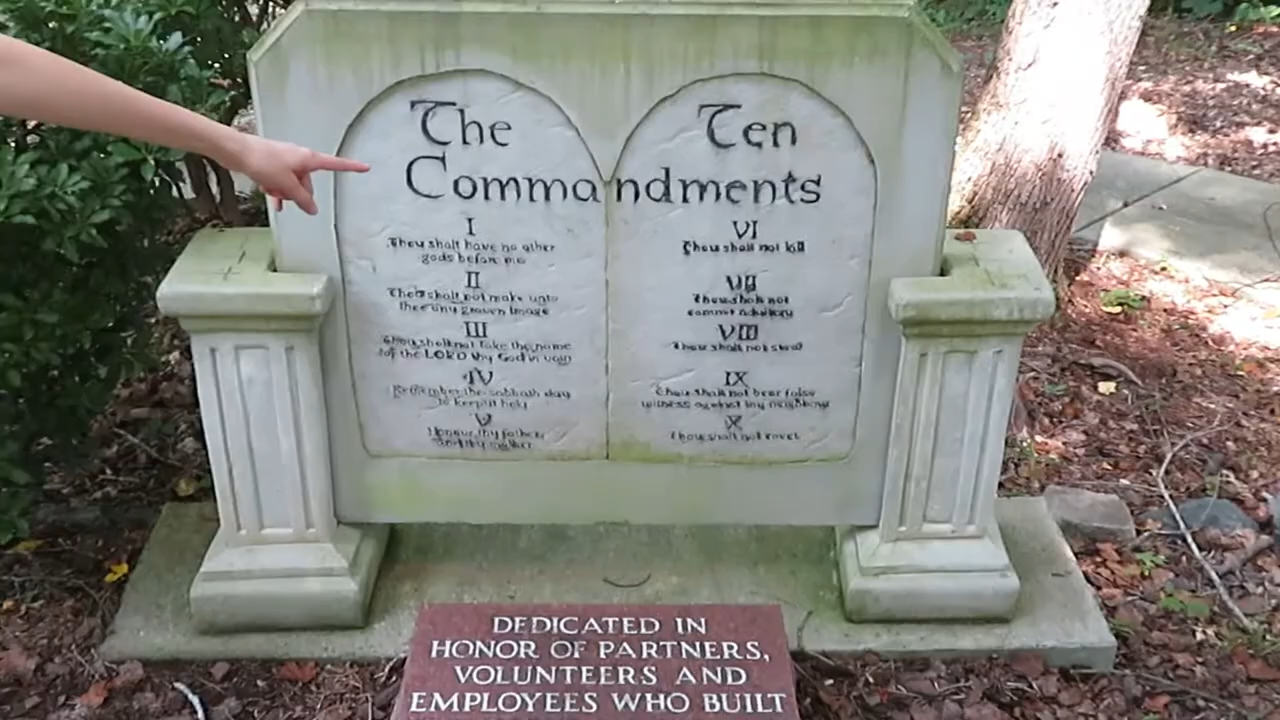 The Ten
Commandments
I
Thou shalt have no other
gods before me
II
Thou shalt not make unto
thee any graven image
III
Thou shalt not take the name
of the LORD thy God in vain
IV
Remember the sabbath day
to keep it holy
V
Honour thy father
and thy mother
VI
Thou shalt not kill
VII
Thou shalt not
commit adultery
VIII
Thou shalt not steal
IX
Thou shalt not bear false
witness against thy neighbour
X
Thou shalt not covet
DEDICATED IN
HONOR OF PARTNERS,
VOLUNTEERS AND
EMPLOYEES WHO BUILT